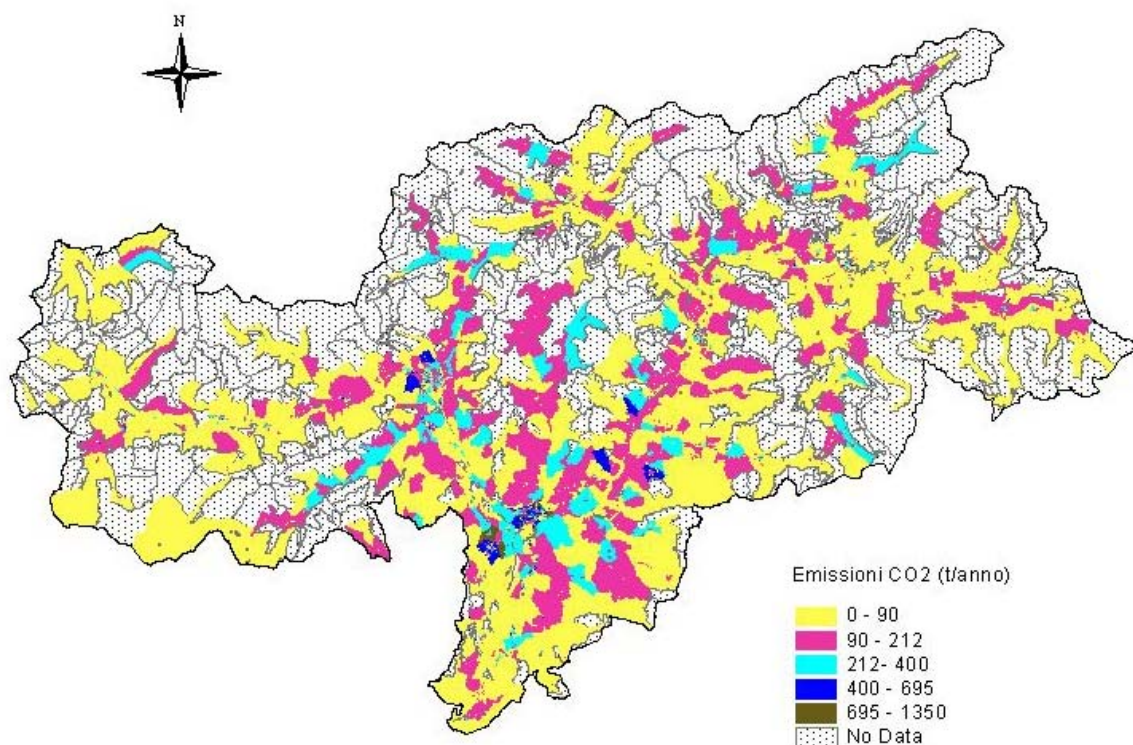 N
Emissioni CO2 (t/anno)
0 - 90
90 - 212
212- 400
400 - 695
695 - 1350
No Data